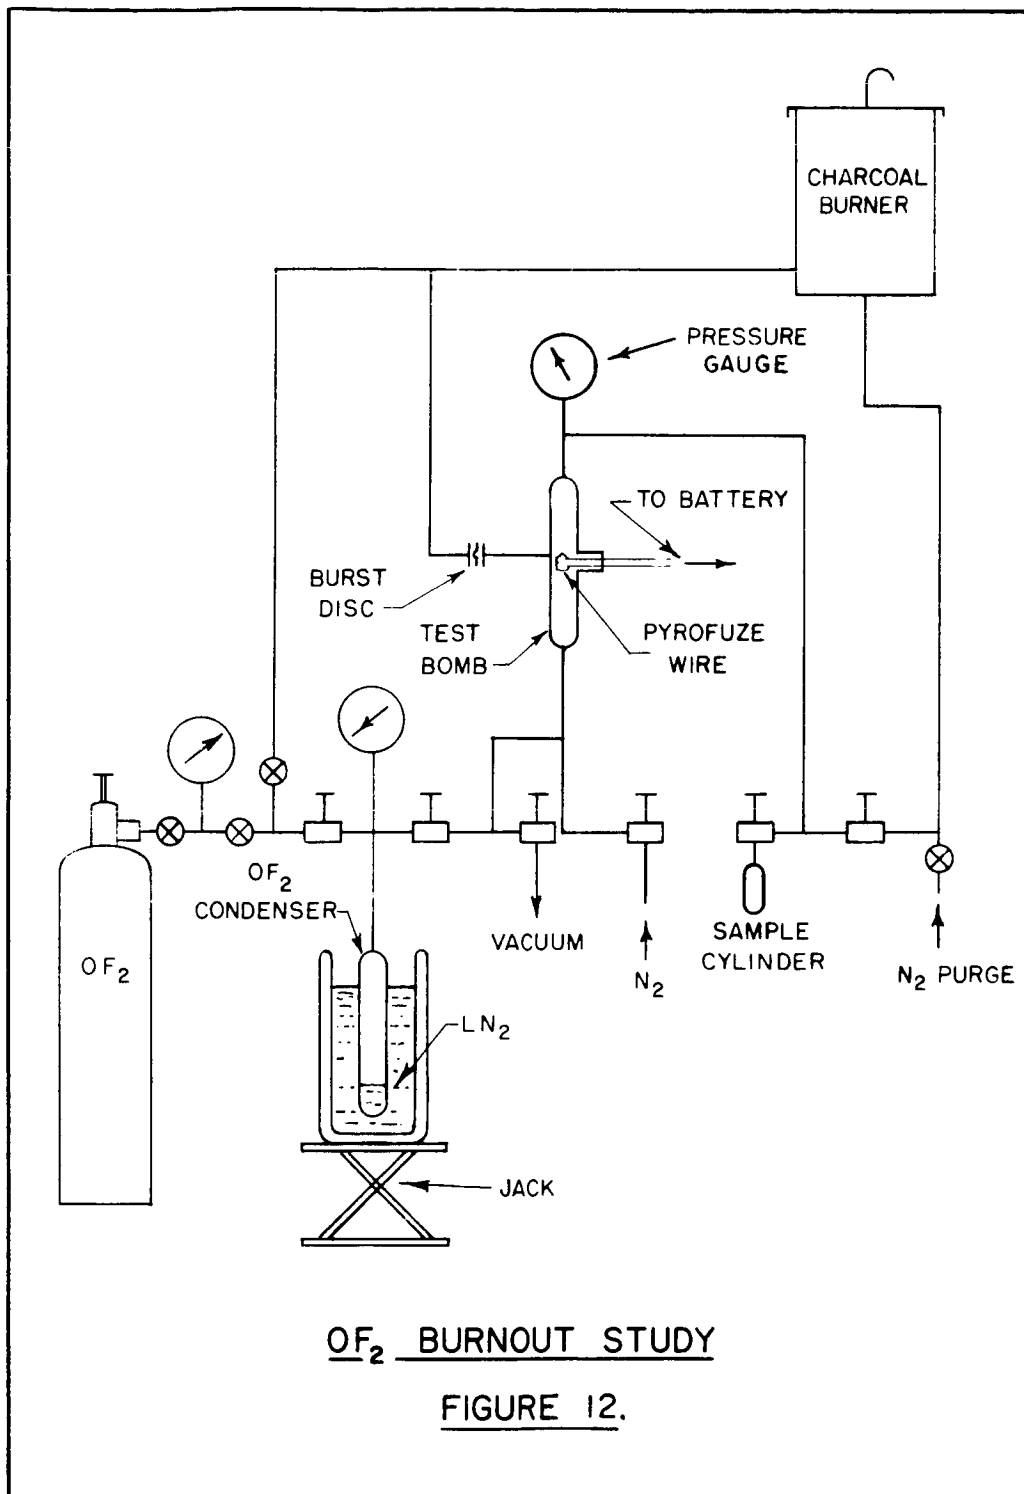 CHARCOAL
BURNER
PRESSURE
GAUGE
TO BATTERY
BURST
DISC
TEST
BOMB
PYROFUZE
WIRE
OF₂
CONDENSER
OF₂
VACUUM
N₂
SAMPLE
CYLINDER
N₂ PURGE
LN₂
JACK
OF₂ BURNOUT STUDY
FIGURE 12.